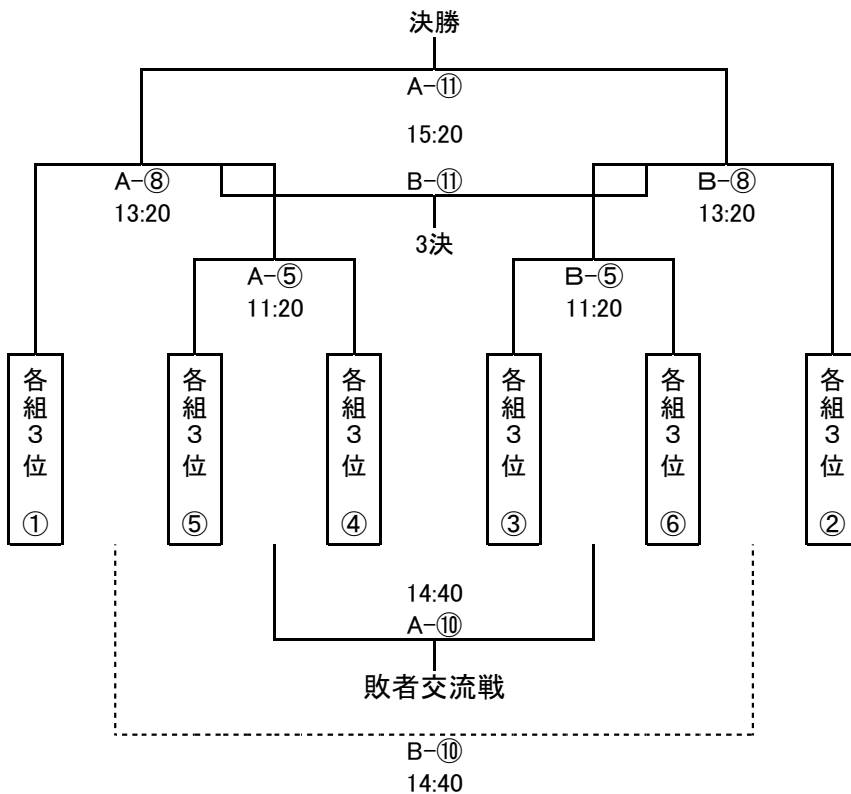 決勝
A-⑪
15:20
A-⑧
B-⑪
B-⑧
13:20
13:20
3決
A-⑤
B-⑤
11:20
11:20
各組３位 ①
各組３位 ⑤
各組３位 ④
各組３位 ③
各組３位 ⑥
各組３位 ②
14:40
A-⑩
敗者交流戦
B-⑩
14:40